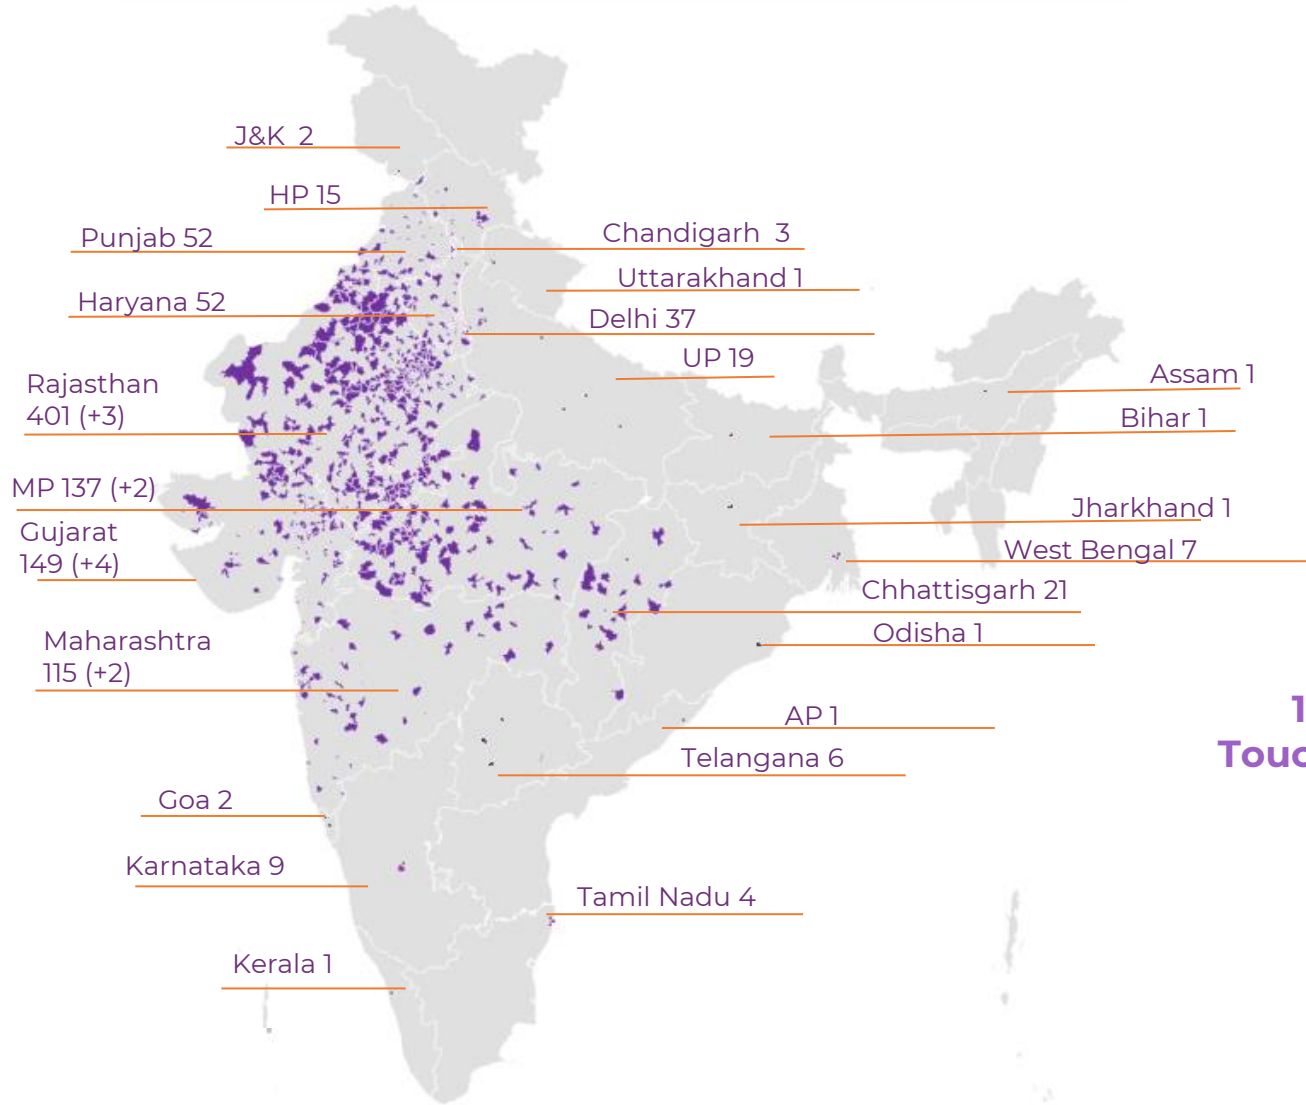 J&K 2
HP 15
Punjab 52
Chandigarh 3
Uttarakhand 1
Haryana 52
Delhi 37
UP 19
Rajasthan
401 (+3)
Assam 1
Bihar 1
MP 137 (+2)
Jharkhand 1
Gujarat
149 (+4)
West Bengal 7
Chhattisgarh 21
Odisha 1
Maharashtra
115 (+2)
AP 1
Telangana 6
Goa 2
Karnataka 9
Tamil Nadu 4
Kerala 1
1